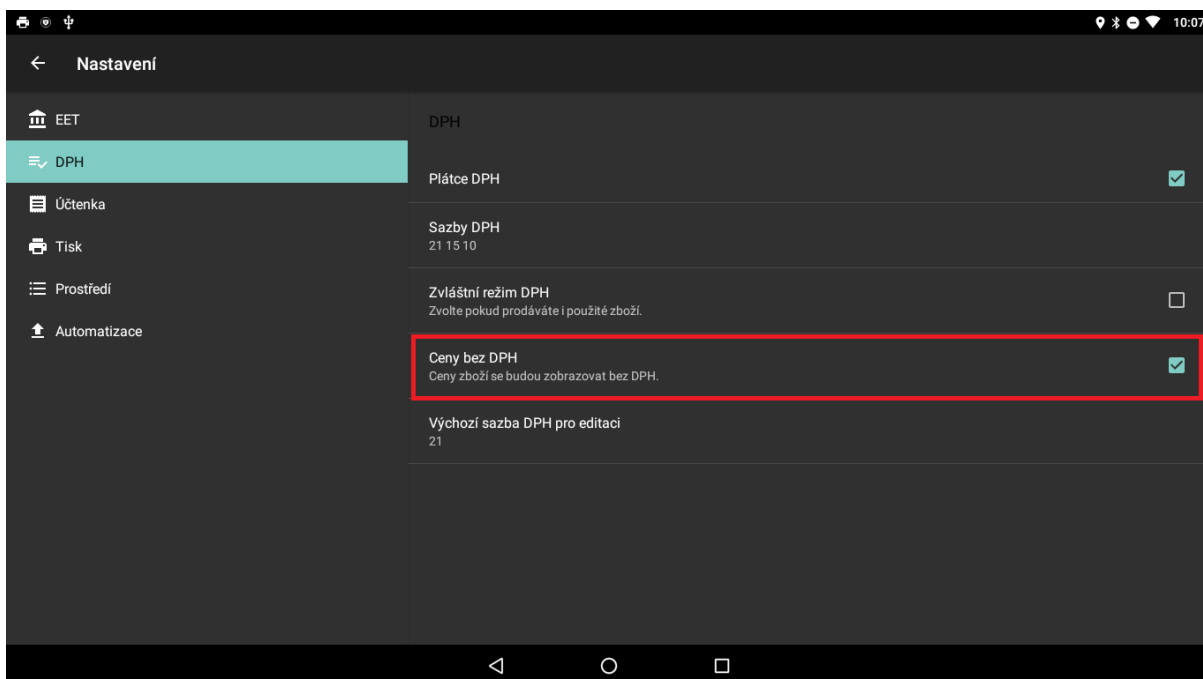 10:07
Nastavení
EET
DPH
Účtenka
Tisk
Prostředí
Automatizace
DPH
Plátce DPH
Sazby DPH
21 15 10
Zvláštní režim DPH
Zvolte pokud prodáváte i použité zboží.
Ceny bez DPH
Ceny zboží se budou zobrazovat bez DPH.
Výchozí sazba DPH pro editaci
21